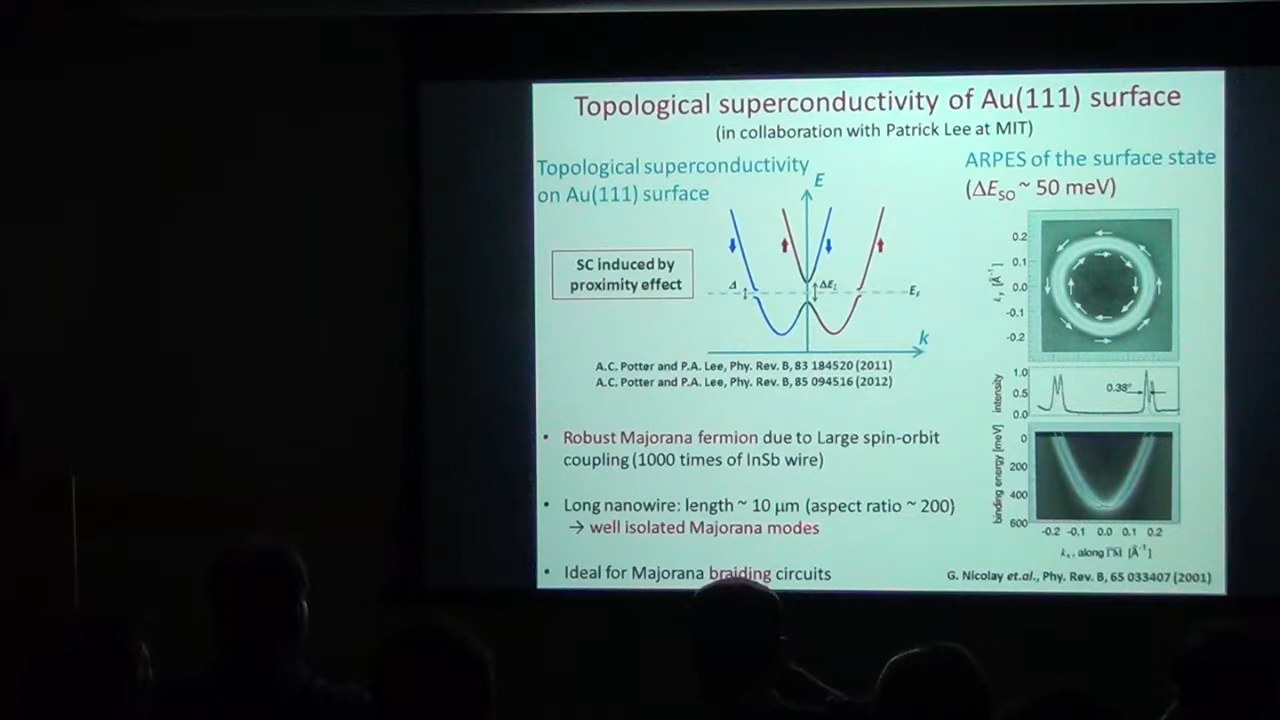 Topological superconductivity of Au(111) surface
(in collaboration with Patrick Lee at MIT)
Topological superconductivity
on Au(111) surface
SC induced by
proximity effect
E
Δ
ΔE_Z
E_F
k
A.C. Potter and P.A. Lee, Phy. Rev. B, 83 184520 (2011)
A.C. Potter and P.A. Lee, Phy. Rev. B, 85 094516 (2012)
• Robust Majorana fermion due to Large spin-orbit
coupling (1000 times of InSb wire)
• Long nanowire: length ~ 10 μm (aspect ratio ~ 200)
→ well isolated Majorana modes
• Ideal for Majorana braiding circuits
ARPES of the surface state
(ΔE_SO ~ 50 meV)
k_y [Å⁻¹]
0.2
0.1
0.0
-0.1
-0.2
intensity
1.0
0.5
0.0
0.38°
binding energy [meV]
0
200
400
600
-0.2 -0.1 0.0 0.1 0.2
k_x, along Γ̅M̅ [Å⁻¹]
G. Nicolay et.al., Phy. Rev. B, 65 033407 (2001)